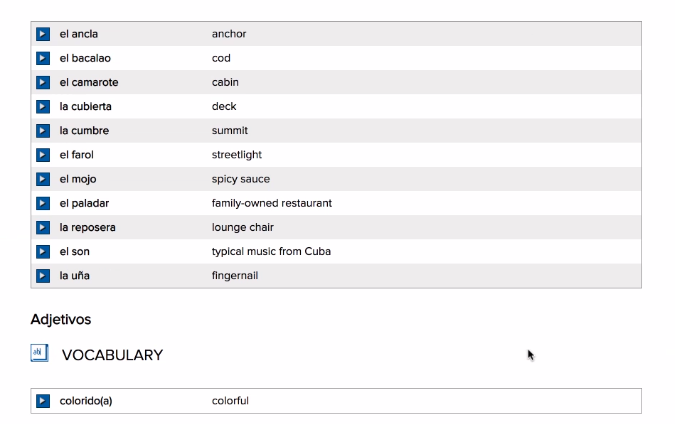 el ancla anchor
el bacalao cod
el camarote cabin
la cubierta deck
la cumbre summit
el farol streetlight
el mojo spicy sauce
el paladar family-owned restaurant
la reposera lounge chair
el son typical music from Cuba
la uña fingernail
Adjetivos
abi VOCABULARY
colorido(a) colorful